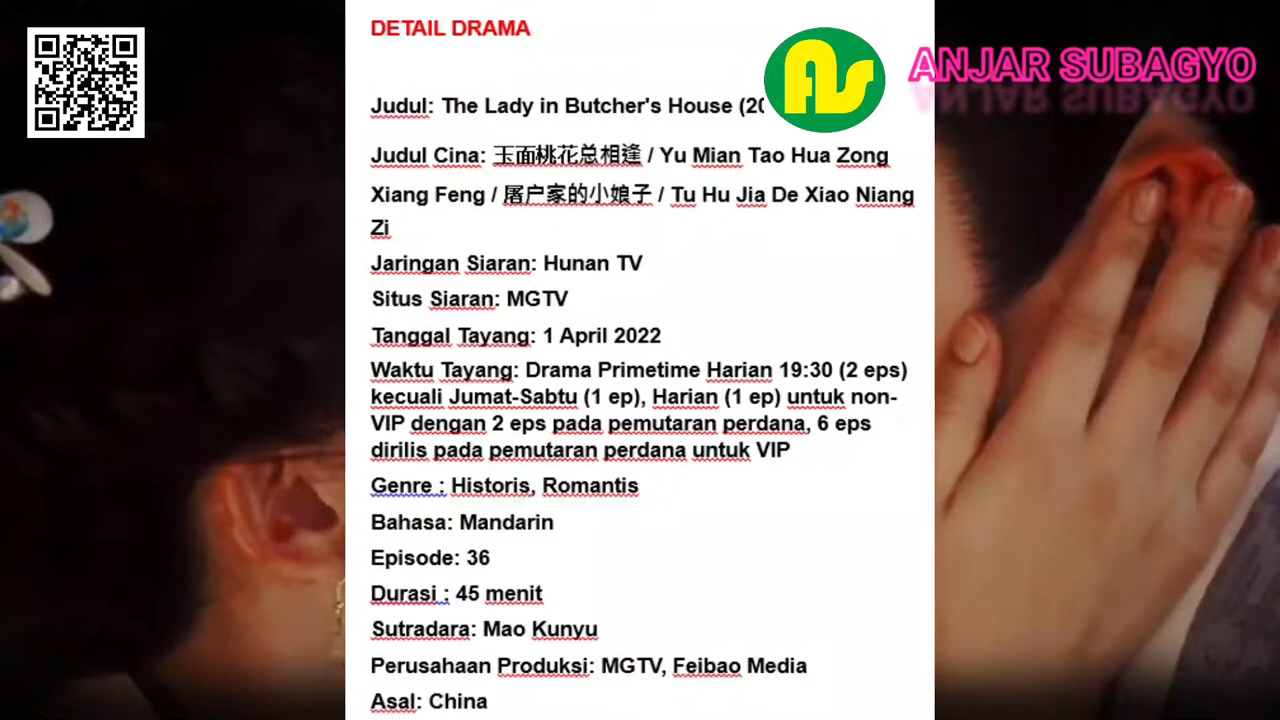 DETAIL DRAMA
AS
ANJAR SUBAGYO
Judul: The Lady in Butcher's House (20
Judul Cina: 玉面桃花总相逢 / Yu Mian Tao Hua Zong
Xiang Feng / 屠户家的小娘子 / Tu Hu Jia De Xiao Niang
Zi
Jaringan Siaran: Hunan TV
Situs Siaran: MGTV
Tanggal Tayang: 1 April 2022
Waktu Tayang: Drama Primetime Harian 19:30 (2 eps)
kecuali Jumat-Sabtu (1 ep), Harian (1 ep) untuk non-
VIP dengan 2 eps pada pemutaran perdana, 6 eps
dirilis pada pemutaran perdana untuk VIP
Genre : Historis, Romantis
Bahasa: Mandarin
Episode: 36
Durasi : 45 menit
Sutradara: Mao Kunyu
Perusahaan Produksi: MGTV, Feibao Media
Asal: China